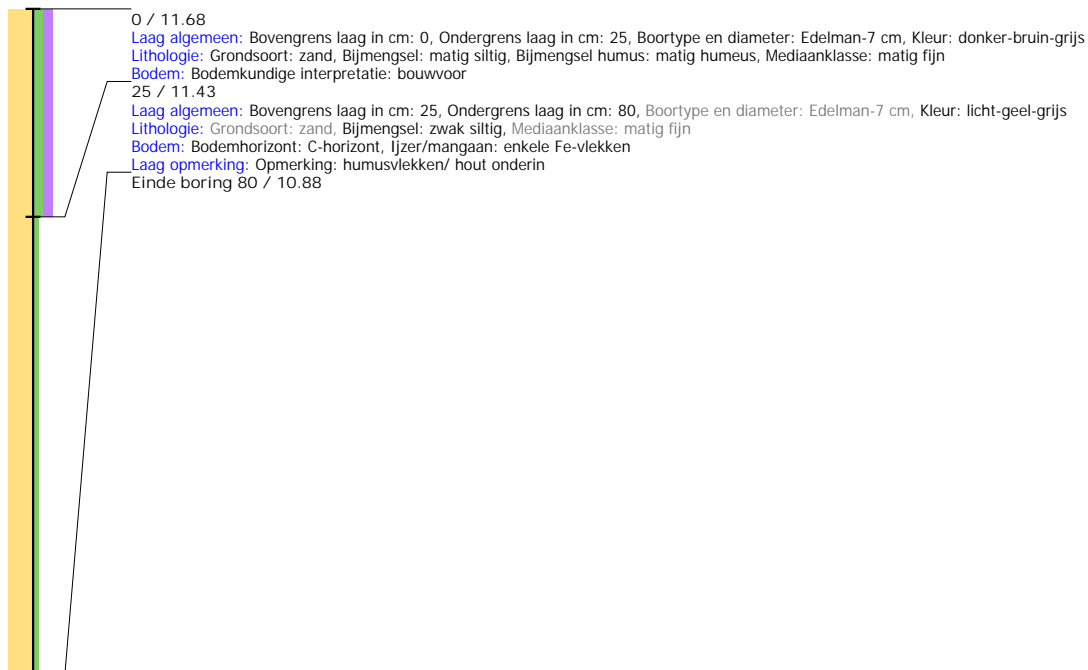 0 / 11.68
Laag algemeen: Bovengrens laag in cm: 0, Ondergrens laag in cm: 25, Boortype en diameter: Edelman-7 cm, Kleur: donker-bruin-grijs
Lithologie: Grondsoort: zand, Bijmengsel: matig siltig, Bijmengsel humus: matig humeus, Mediaanklasse: matig fijn
Bodem: Bodemkundige interpretatie: bouwvoor
25 / 11.43
Laag algemeen: Bovengrens laag in cm: 25, Ondergrens laag in cm: 80, Boortype en diameter: Edelman-7 cm, Kleur: licht-geel-grijs
Lithologie: Grondsoort: zand, Bijmengsel: zwak siltig, Mediaanklasse: matig fijn
Bodem: Bodemhorizont: C-horizont, Ijzer/mangaan: enkele Fe-vlekken
Laag opmerking: Opmerking: humusvlekken/ hout onderin
Einde boring 80 / 10.88